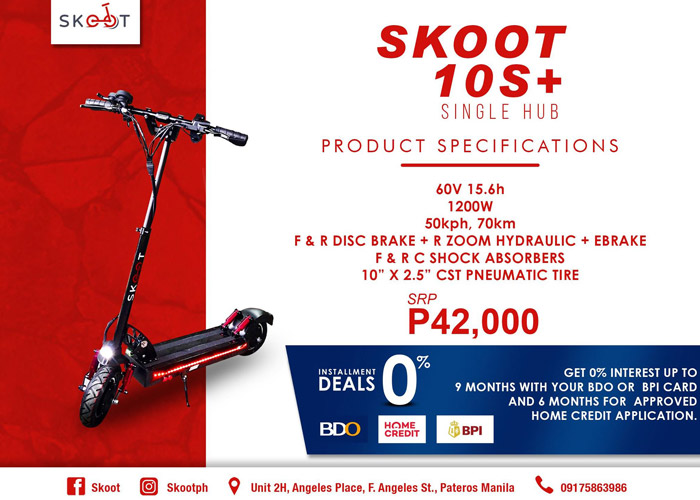 SKOOT
SKOOT
10S+
SINGLE HUB
PRODUCT SPECIFICATIONS
60V 15.6h
1200W
50kph, 70km
F & R DISC BRAKE + R ZOOM HYDRAULIC + EBRAKE
F & R C SHOCK ABSORBERS
10” X 2.5” CST PNEUMATIC TIRE
SRP
P42,000
SKOOT
INSTALLMENT
DEALS 0%
BDO
HOME
CREDIT
BPI
GET 0% INTEREST UP TO
9 MONTHS WITH YOUR BDO OR BPI CARD
AND 6 MONTHS FOR APPROVED
HOME CREDIT APPLICATION.
Skoot
Skootph
Unit 2H, Angeles Place, F. Angeles St., Pateros Manila
09175863986